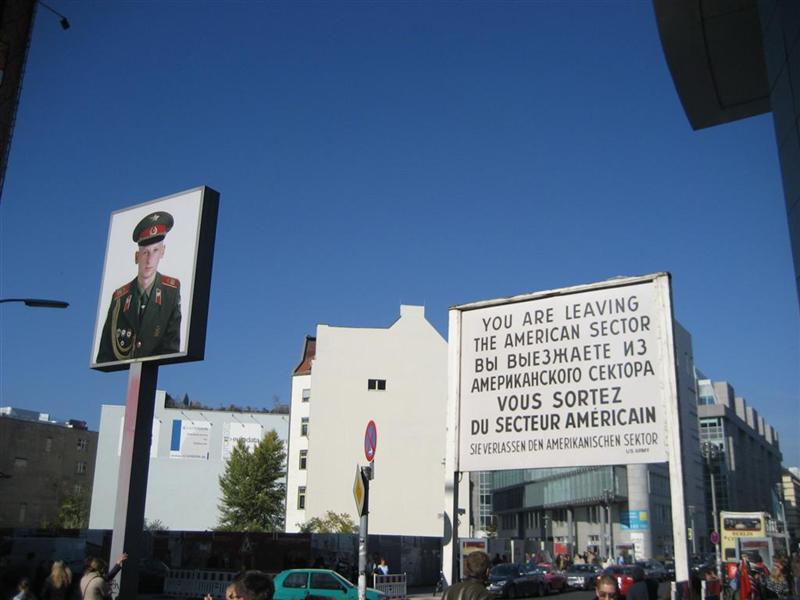 YOU ARE LEAVING
THE AMERICAN SECTOR
ВЫ ВЫЕЗЖАЕТЕ ИЗ
АМЕРИКАНСКОГО СЕКТОРА
VOUS SORTEZ
DU SECTEUR AMÉRICAIN
SIE VERLASSEN DEN AMERIKANISCHEN SEKTOR
US ARMY